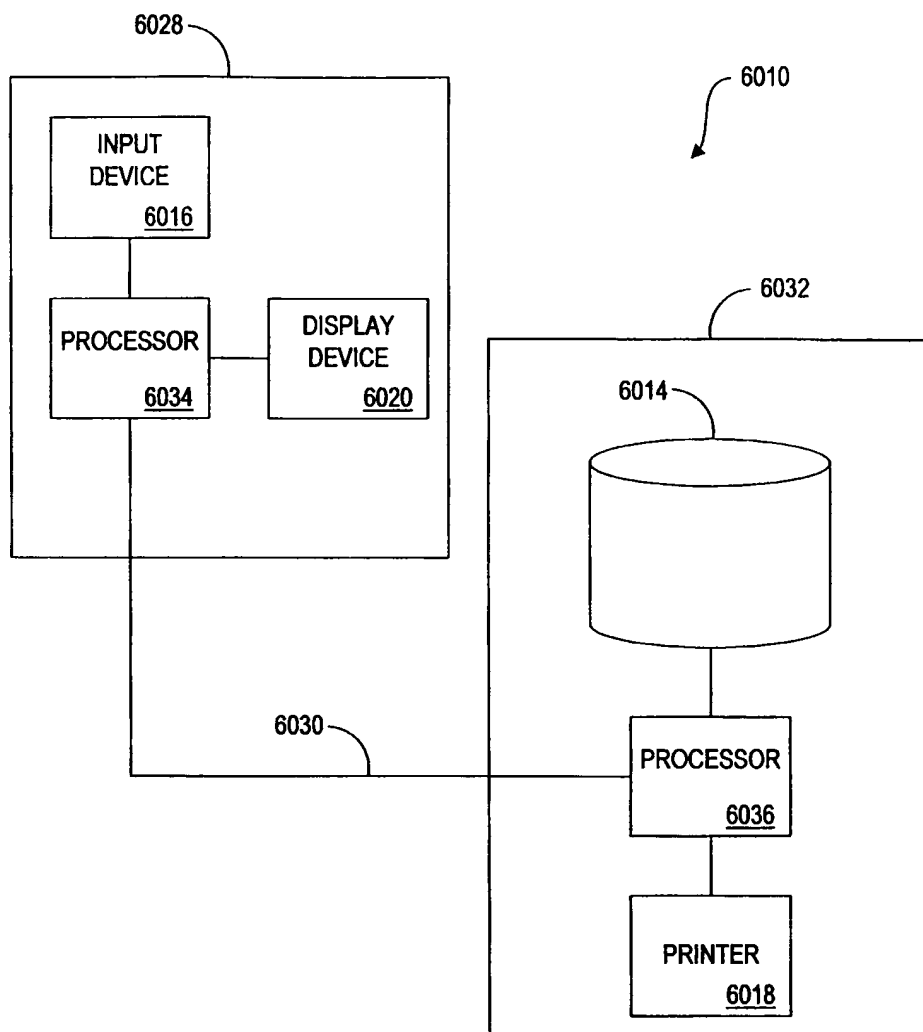 6028
6010
INPUT
DEVICE
6016
6032
PROCESSOR
6034
DISPLAY
DEVICE
6020
6014
6030
PROCESSOR
6036
PRINTER
6018